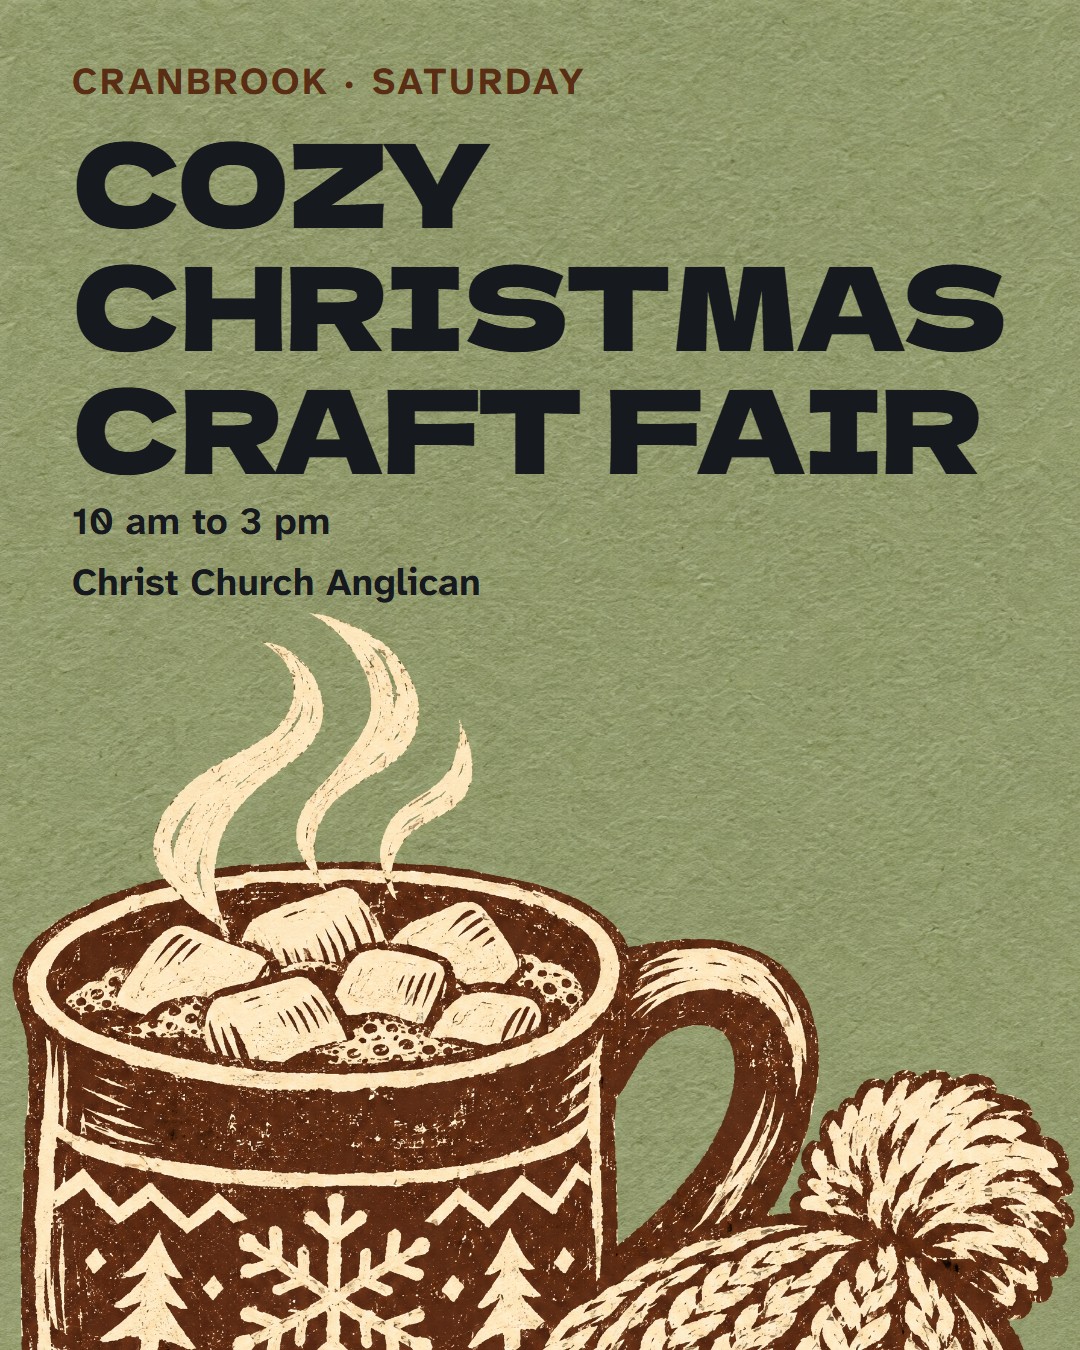 CRANBROOK · SATURDAY
COZY
CHRISTMAS
CRAFT FAIR
10 am to 3 pm
Christ Church Anglican